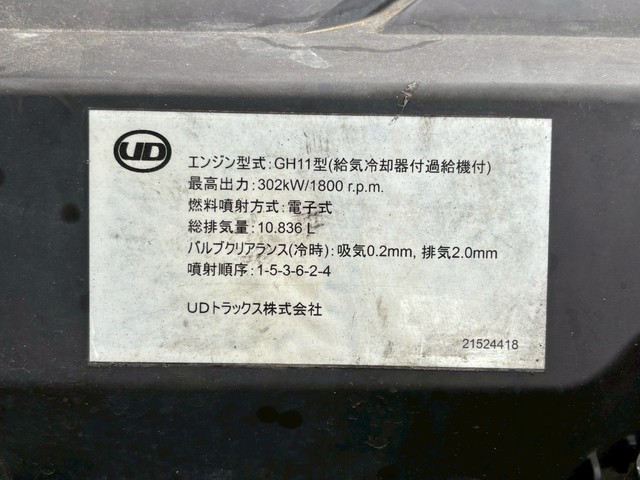 UD
エンジン型式:GH11型(給気冷却器付過給機付)
最高出力:302kW/1800 r.p.m.
燃料噴射方式:電子式
総排気量:10.836 L
バルブクリアランス(冷時):吸気0.2mm, 排気2.0mm
噴射順序:1-5-3-6-2-4
UDトラックス株式会社
21524418